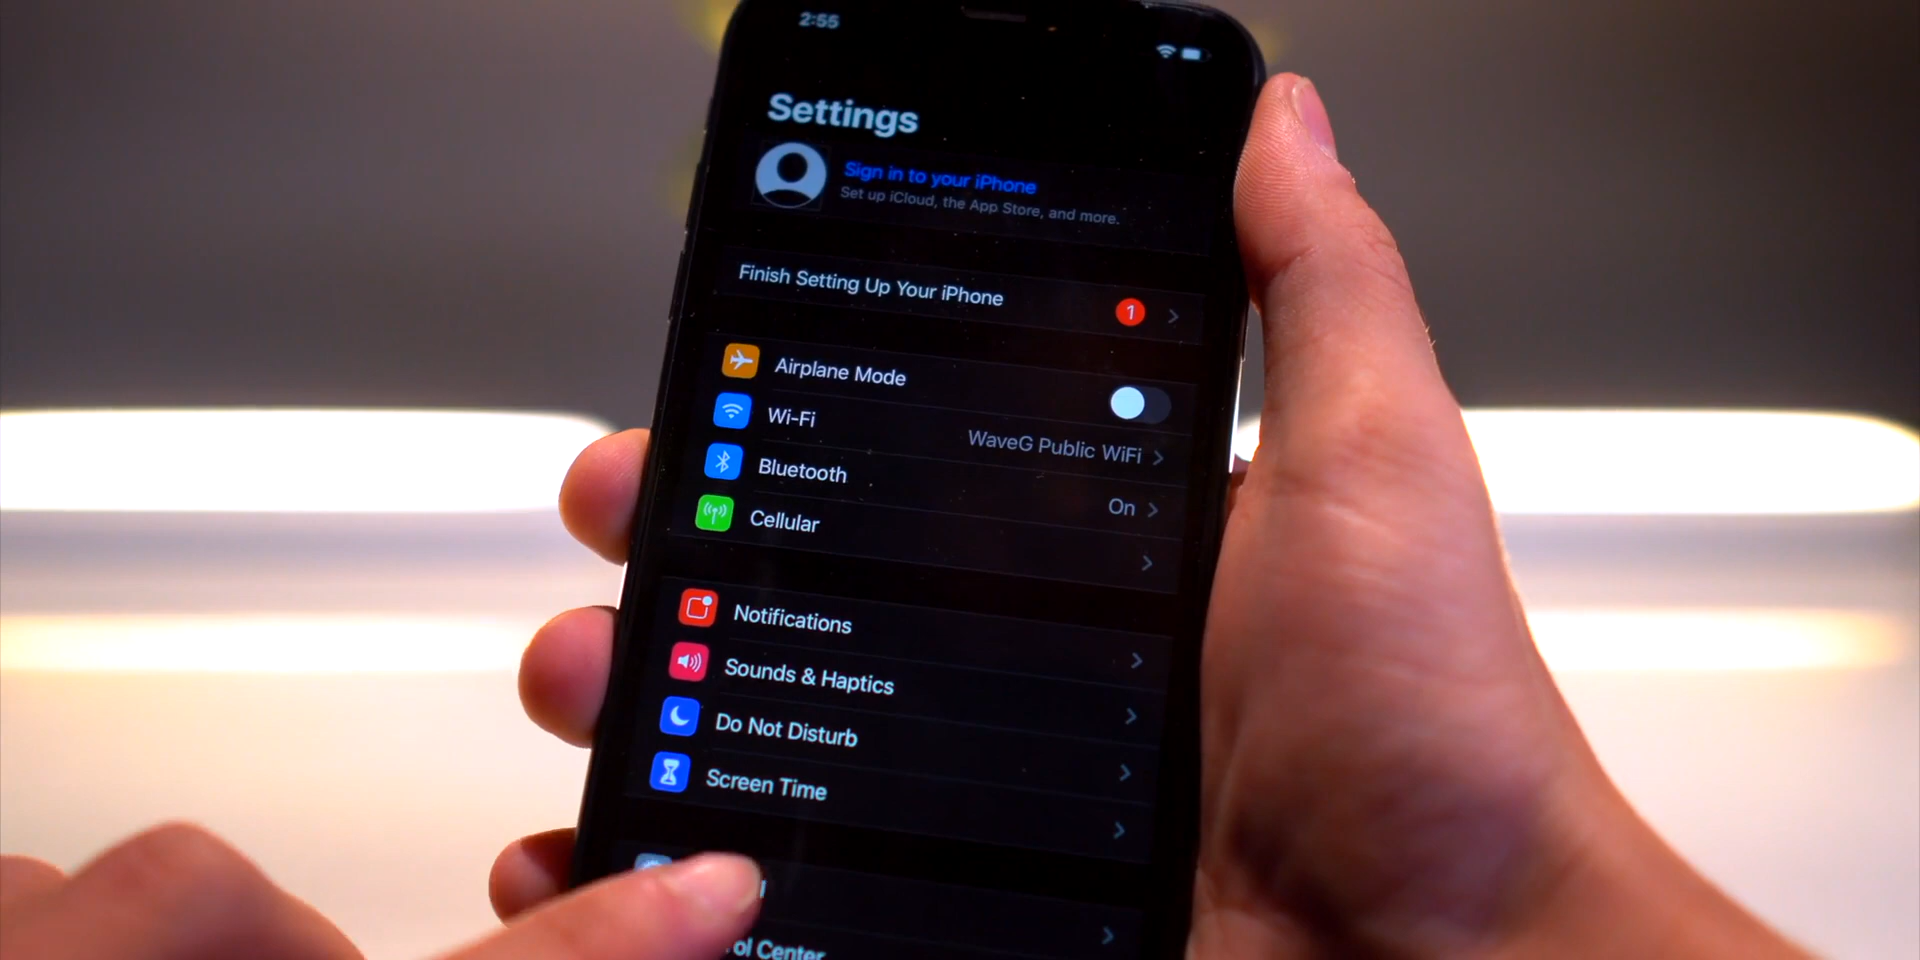 2:55
Settings
Sign in to your iPhone
Set up iCloud, the App Store, and more.
Finish Setting Up Your iPhone 1
Airplane Mode
Wi-Fi WaveG Public WiFi
Bluetooth On
Cellular
Notifications
Sounds & Haptics
Do Not Disturb
Screen Time
Center